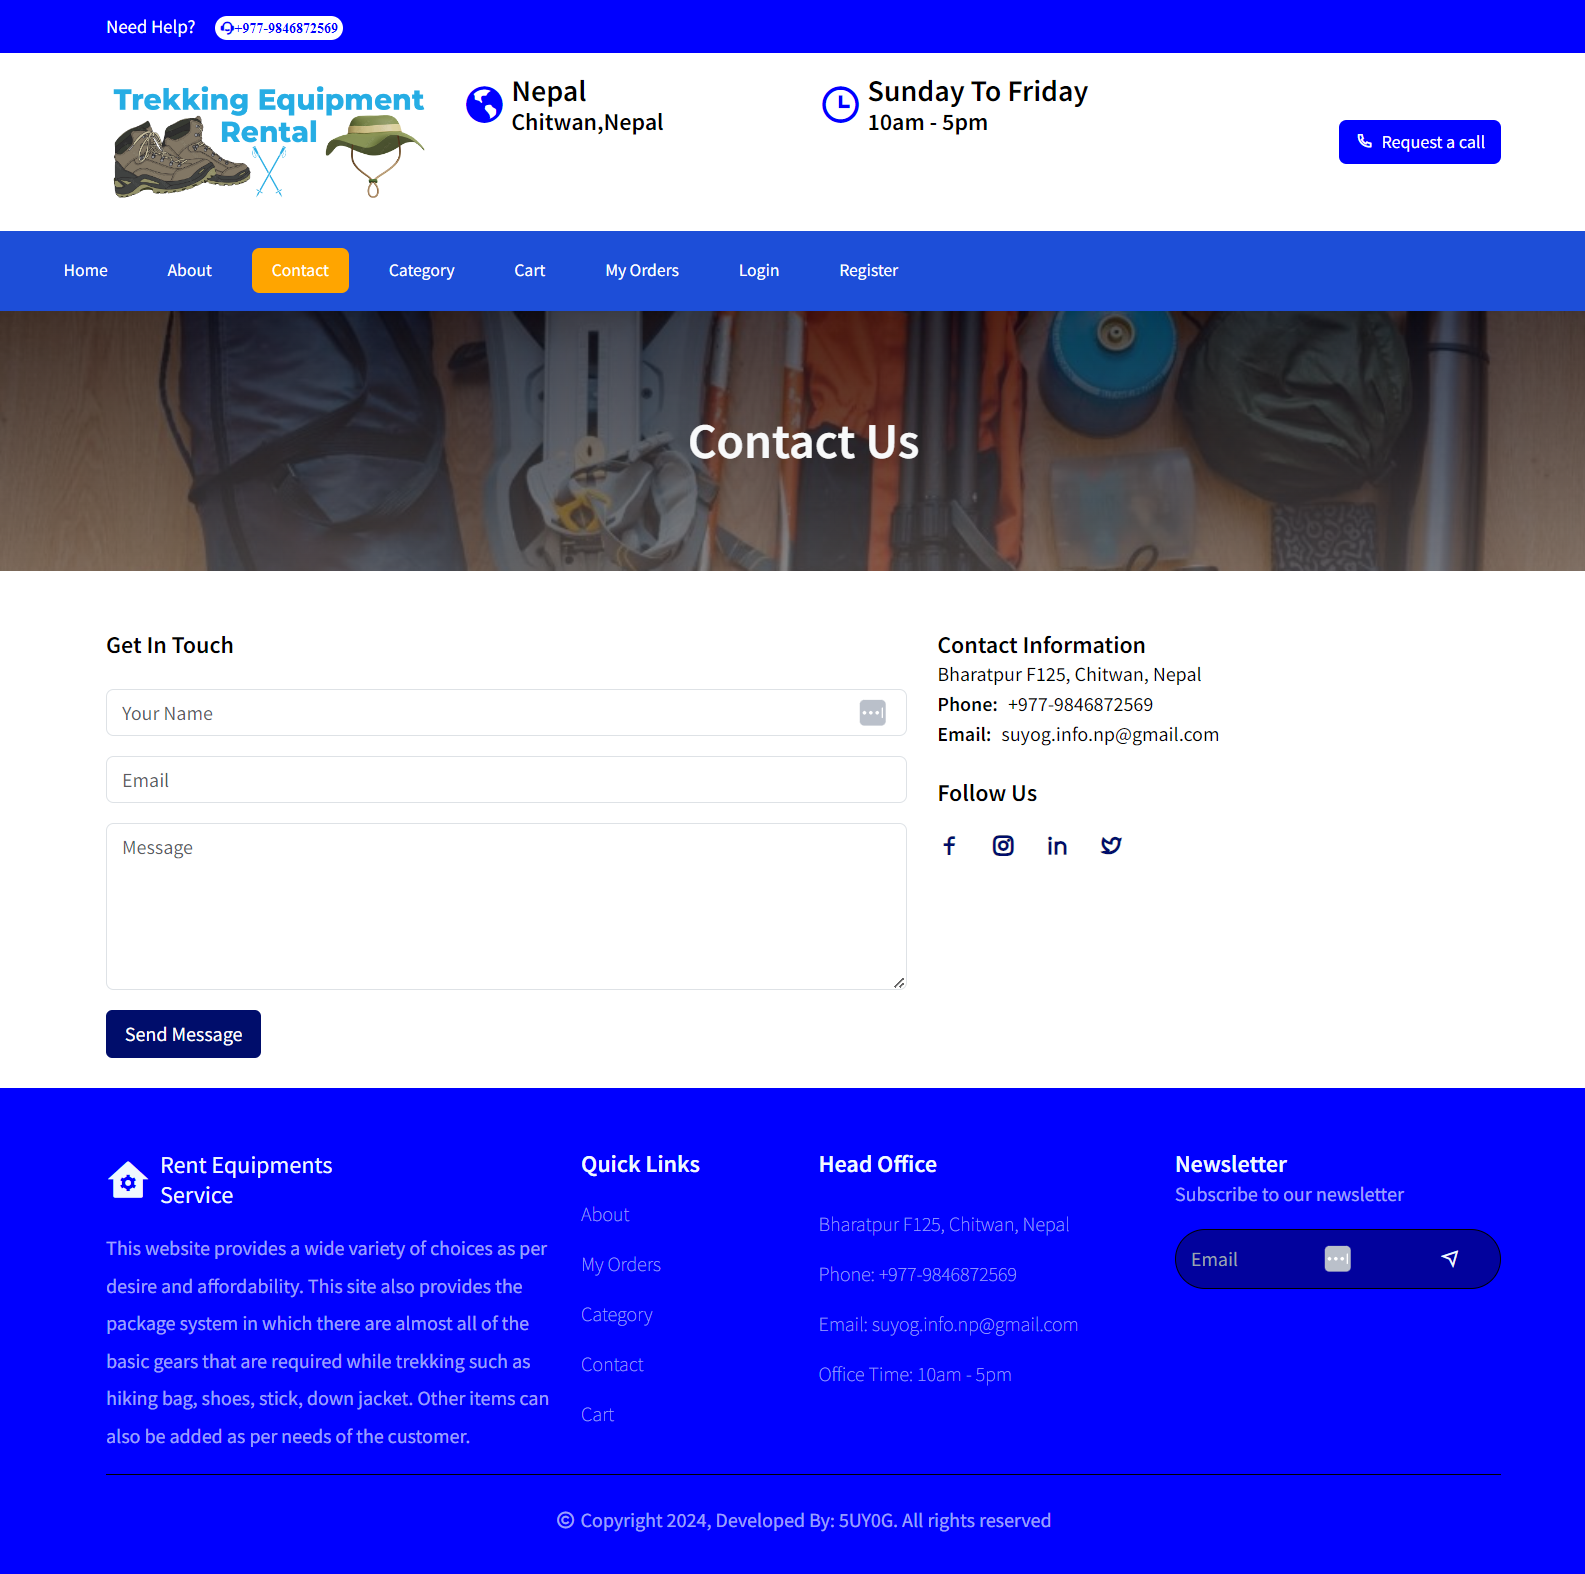 Need Help? +977-9846872569
Trekking Equipment
Rental
Nepal
Chitwan,Nepal
Sunday To Friday
10am - 5pm
Request a call
Home About Contact Category Cart My Orders Login Register
Contact Us
Get In Touch
Your Name
Email
Message
Send Message
Contact Information
Bharatpur F125, Chitwan, Nepal
Phone: +977-9846872569
Email: suyog.info.np@gmail.com
Follow Us
Rent Equipments
Service
This website provides a wide variety of choices as per
desire and affordability. This site also provides the
package system in which there are almost all of the
basic gears that are required while trekking such as
hiking bag, shoes, stick, down jacket. Other items can
also be added as per needs of the customer.
Quick Links
About
My Orders
Category
Contact
Cart
Head Office
Bharatpur F125, Chitwan, Nepal
Phone: +977-9846872569
Email: suyog.info.np@gmail.com
Office Time: 10am - 5pm
Newsletter
Subscribe to our newsletter
Email
© Copyright 2024, Developed By: 5UY0G. All rights reserved